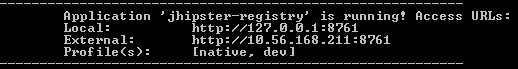 ----------------------------------------------------------
Application 'jhipster-registry' is running! Access URLs:
Local: http://127.0.0.1:8761
External: http://10.56.168.211:8761
Profile(s): [native, dev]
----------------------------------------------------------